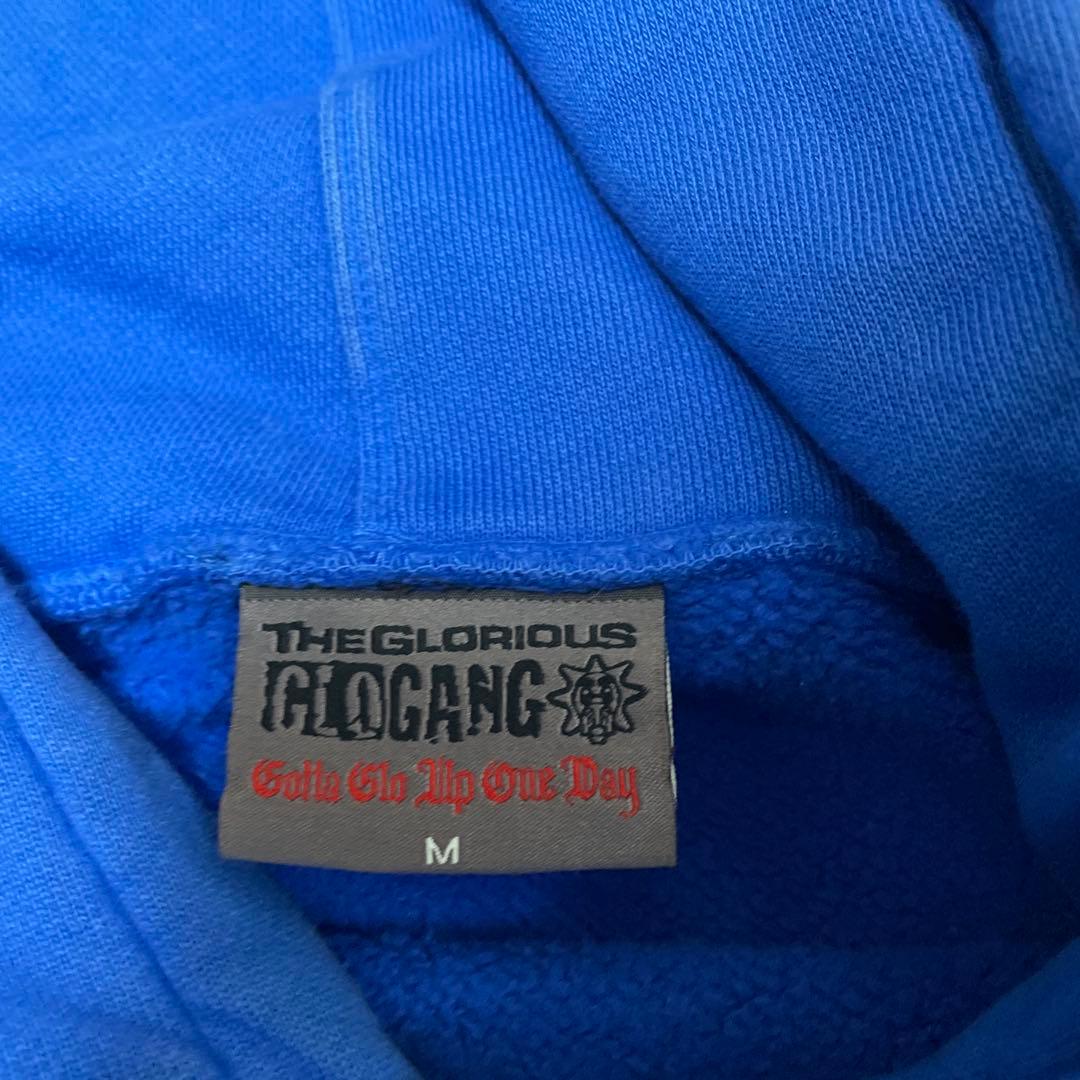 THE GLORIOUS
GLOGANG
Gotta Glo Up One Day
M